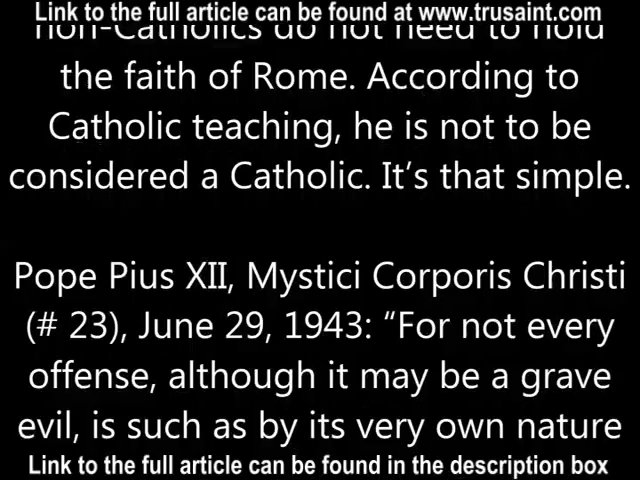 Link to the full article can be found at www.trusaint.com
non-Catholics do not need to hold
the faith of Rome. According to
Catholic teaching, he is not to be
considered a Catholic. It’s that simple.
Pope Pius XII, Mystici Corporis Christi
(# 23), June 29, 1943: “For not every
offense, although it may be a grave
evil, is such as by its very own nature
Link to the full article can be found in the description box